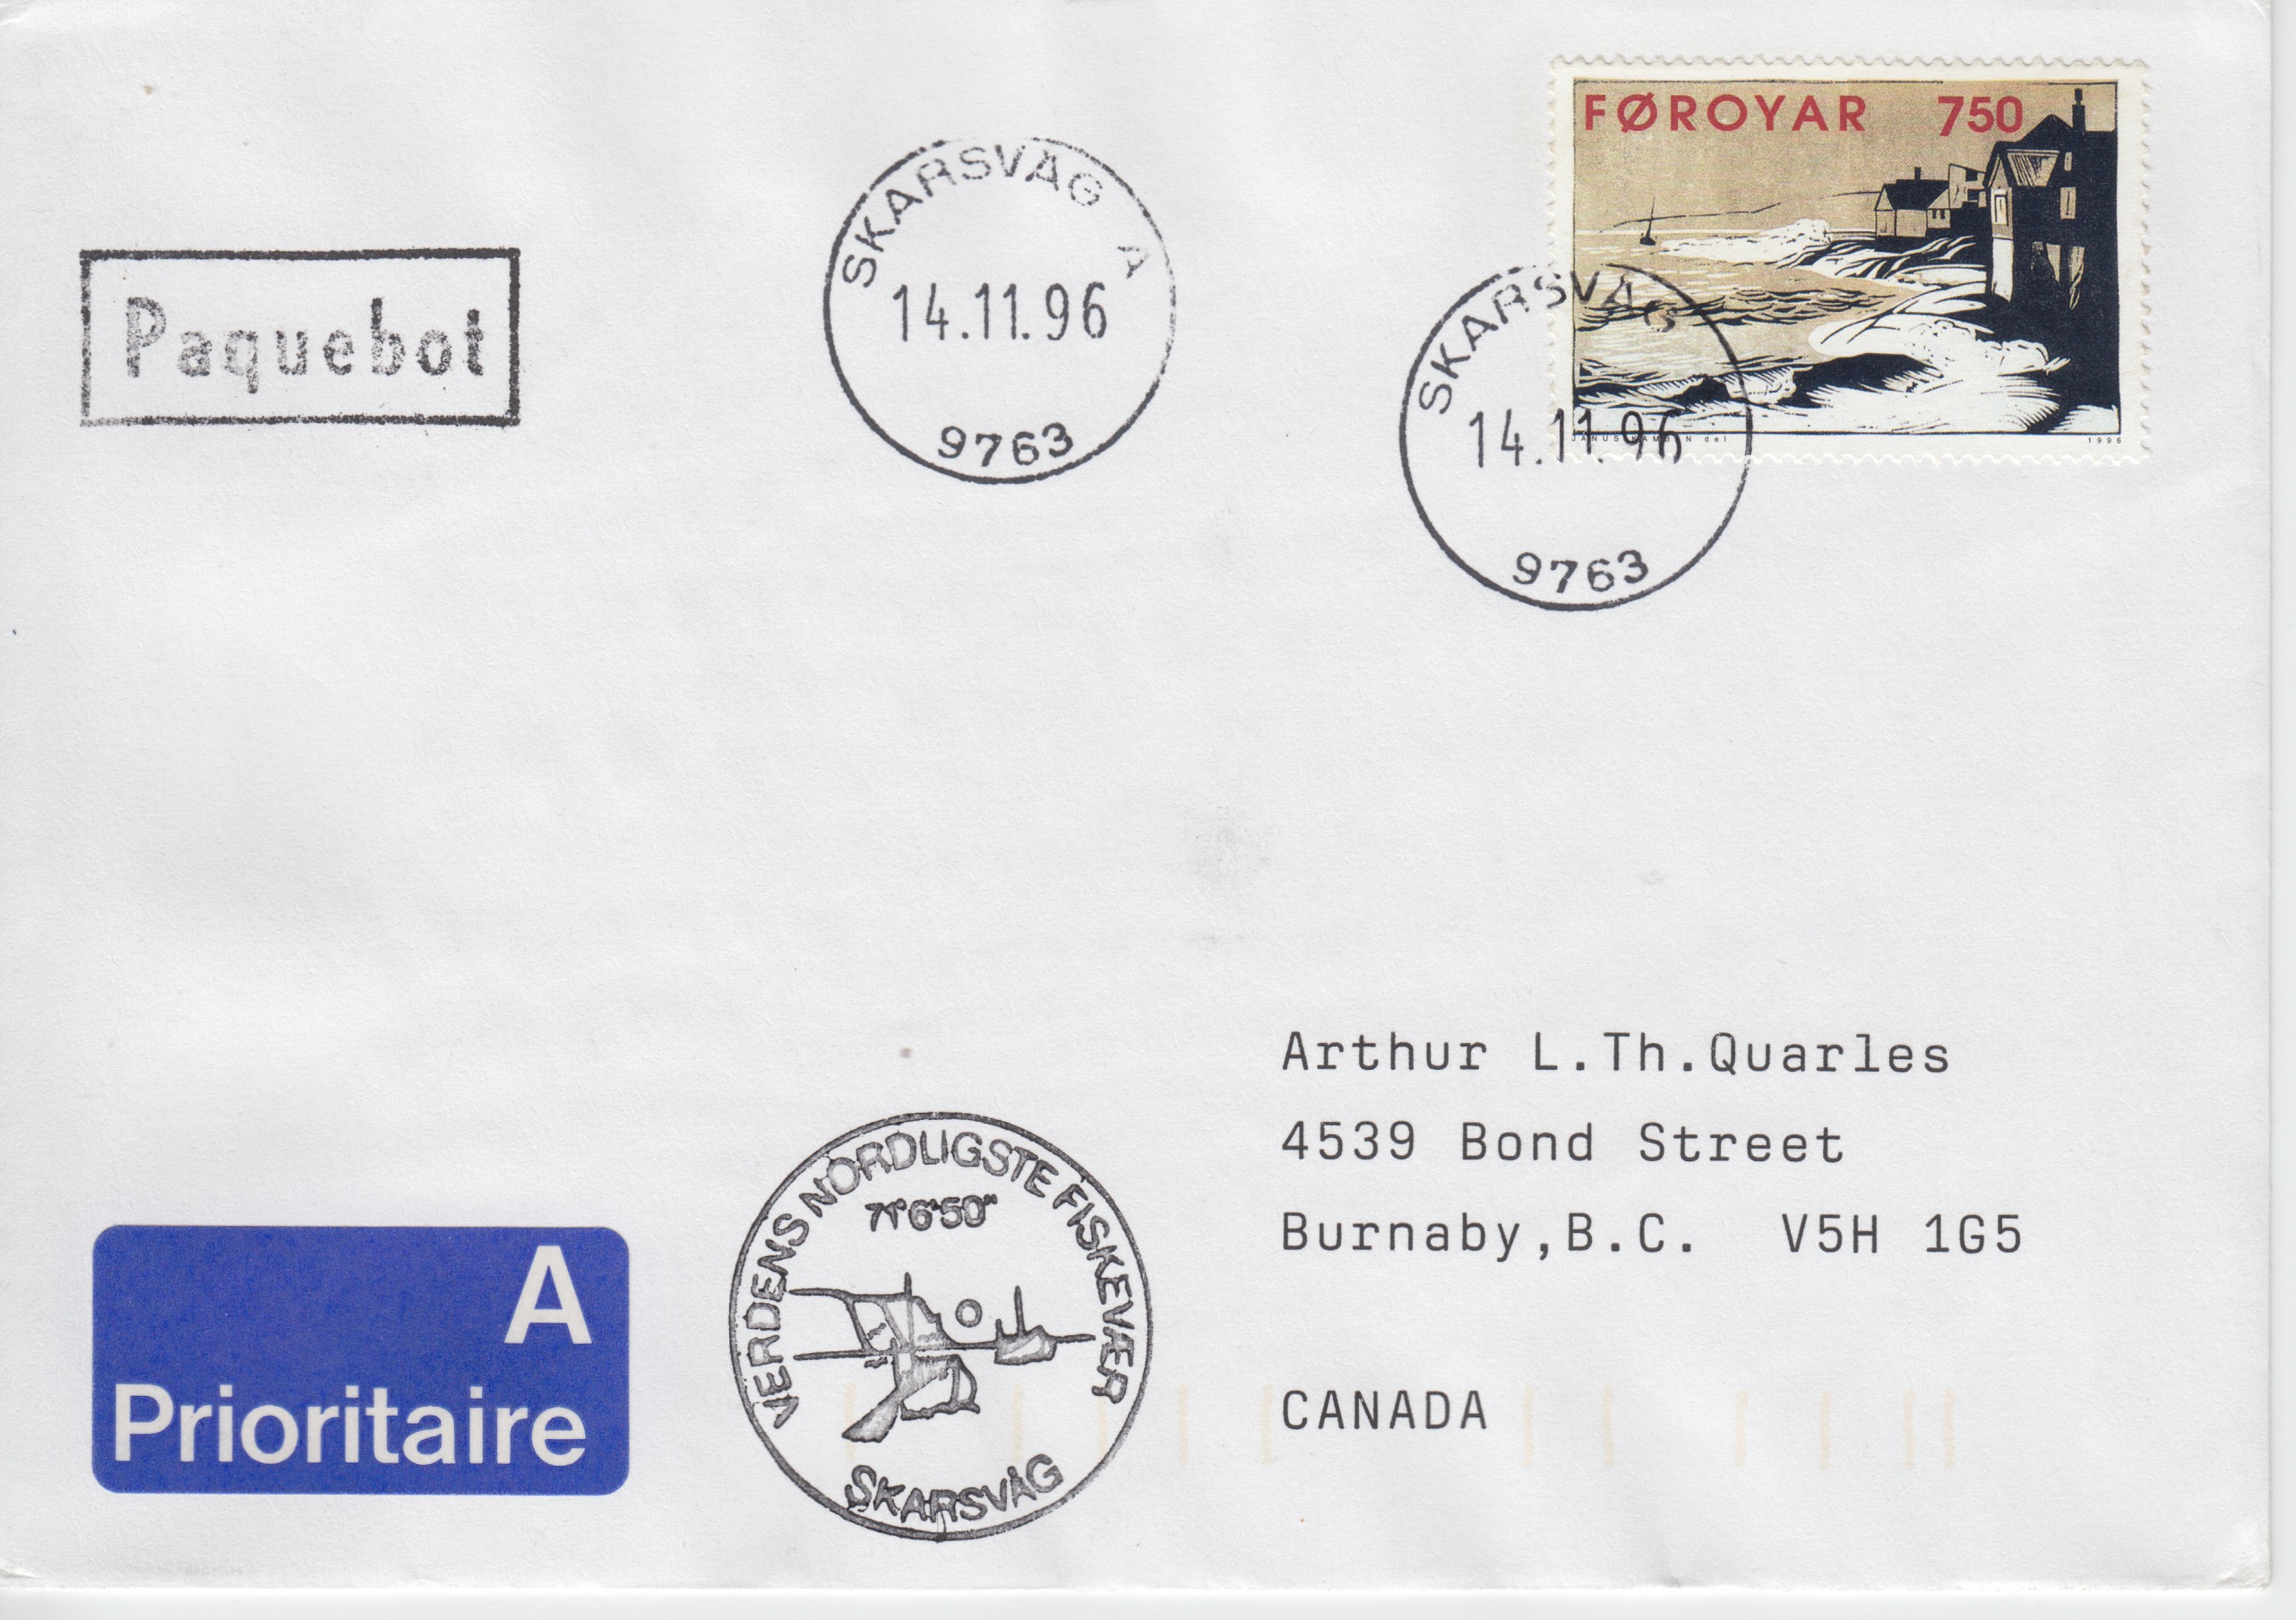 FØROYAR 750
JANUS KAMBAN del 1996
SKARSVÅG A
14.11.96
9763
SKARSVÅG
14.11.96
9763
Paquebot
Arthur L.Th.Quarles
4539 Bond Street
Burnaby,B.C. V5H 1G5
CANADA
VERDENS NORDLIGSTE FISKEVÆR
71°6'50"
SKARSVÅG
A
Prioritaire